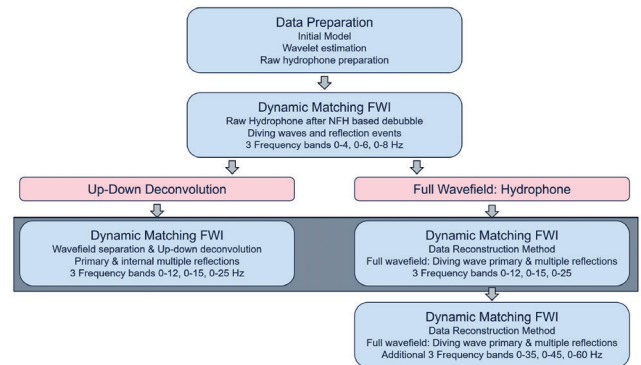 Data Preparation
Initial Model
Wavelet estimation
Raw hydrophone preparation
Dynamic Matching FWI
Raw Hydrophone after NFH based debubble
Diving waves and reflection events
3 Frequency bands 0-4, 0-6, 0-8 Hz
Up-Down Deconvolution
Full Wavefield: Hydrophone
Dynamic Matching FWI
Wavefield separation & Up-down deconvolution
Primary & internal multiple reflections
3 Frequency bands 0-12, 0-15, 0-25 Hz
Dynamic Matching FWI
Data Reconstruction Method
Full wavefield: Diving wave primary & multiple reflections
3 Frequency bands 0-12, 0-15, 0-25
Dynamic Matching FWI
Data Reconstruction Method
Full wavefield: Diving wave primary & multiple reflections
Additional 3 Frequency bands 0-35, 0-45, 0-60 Hz